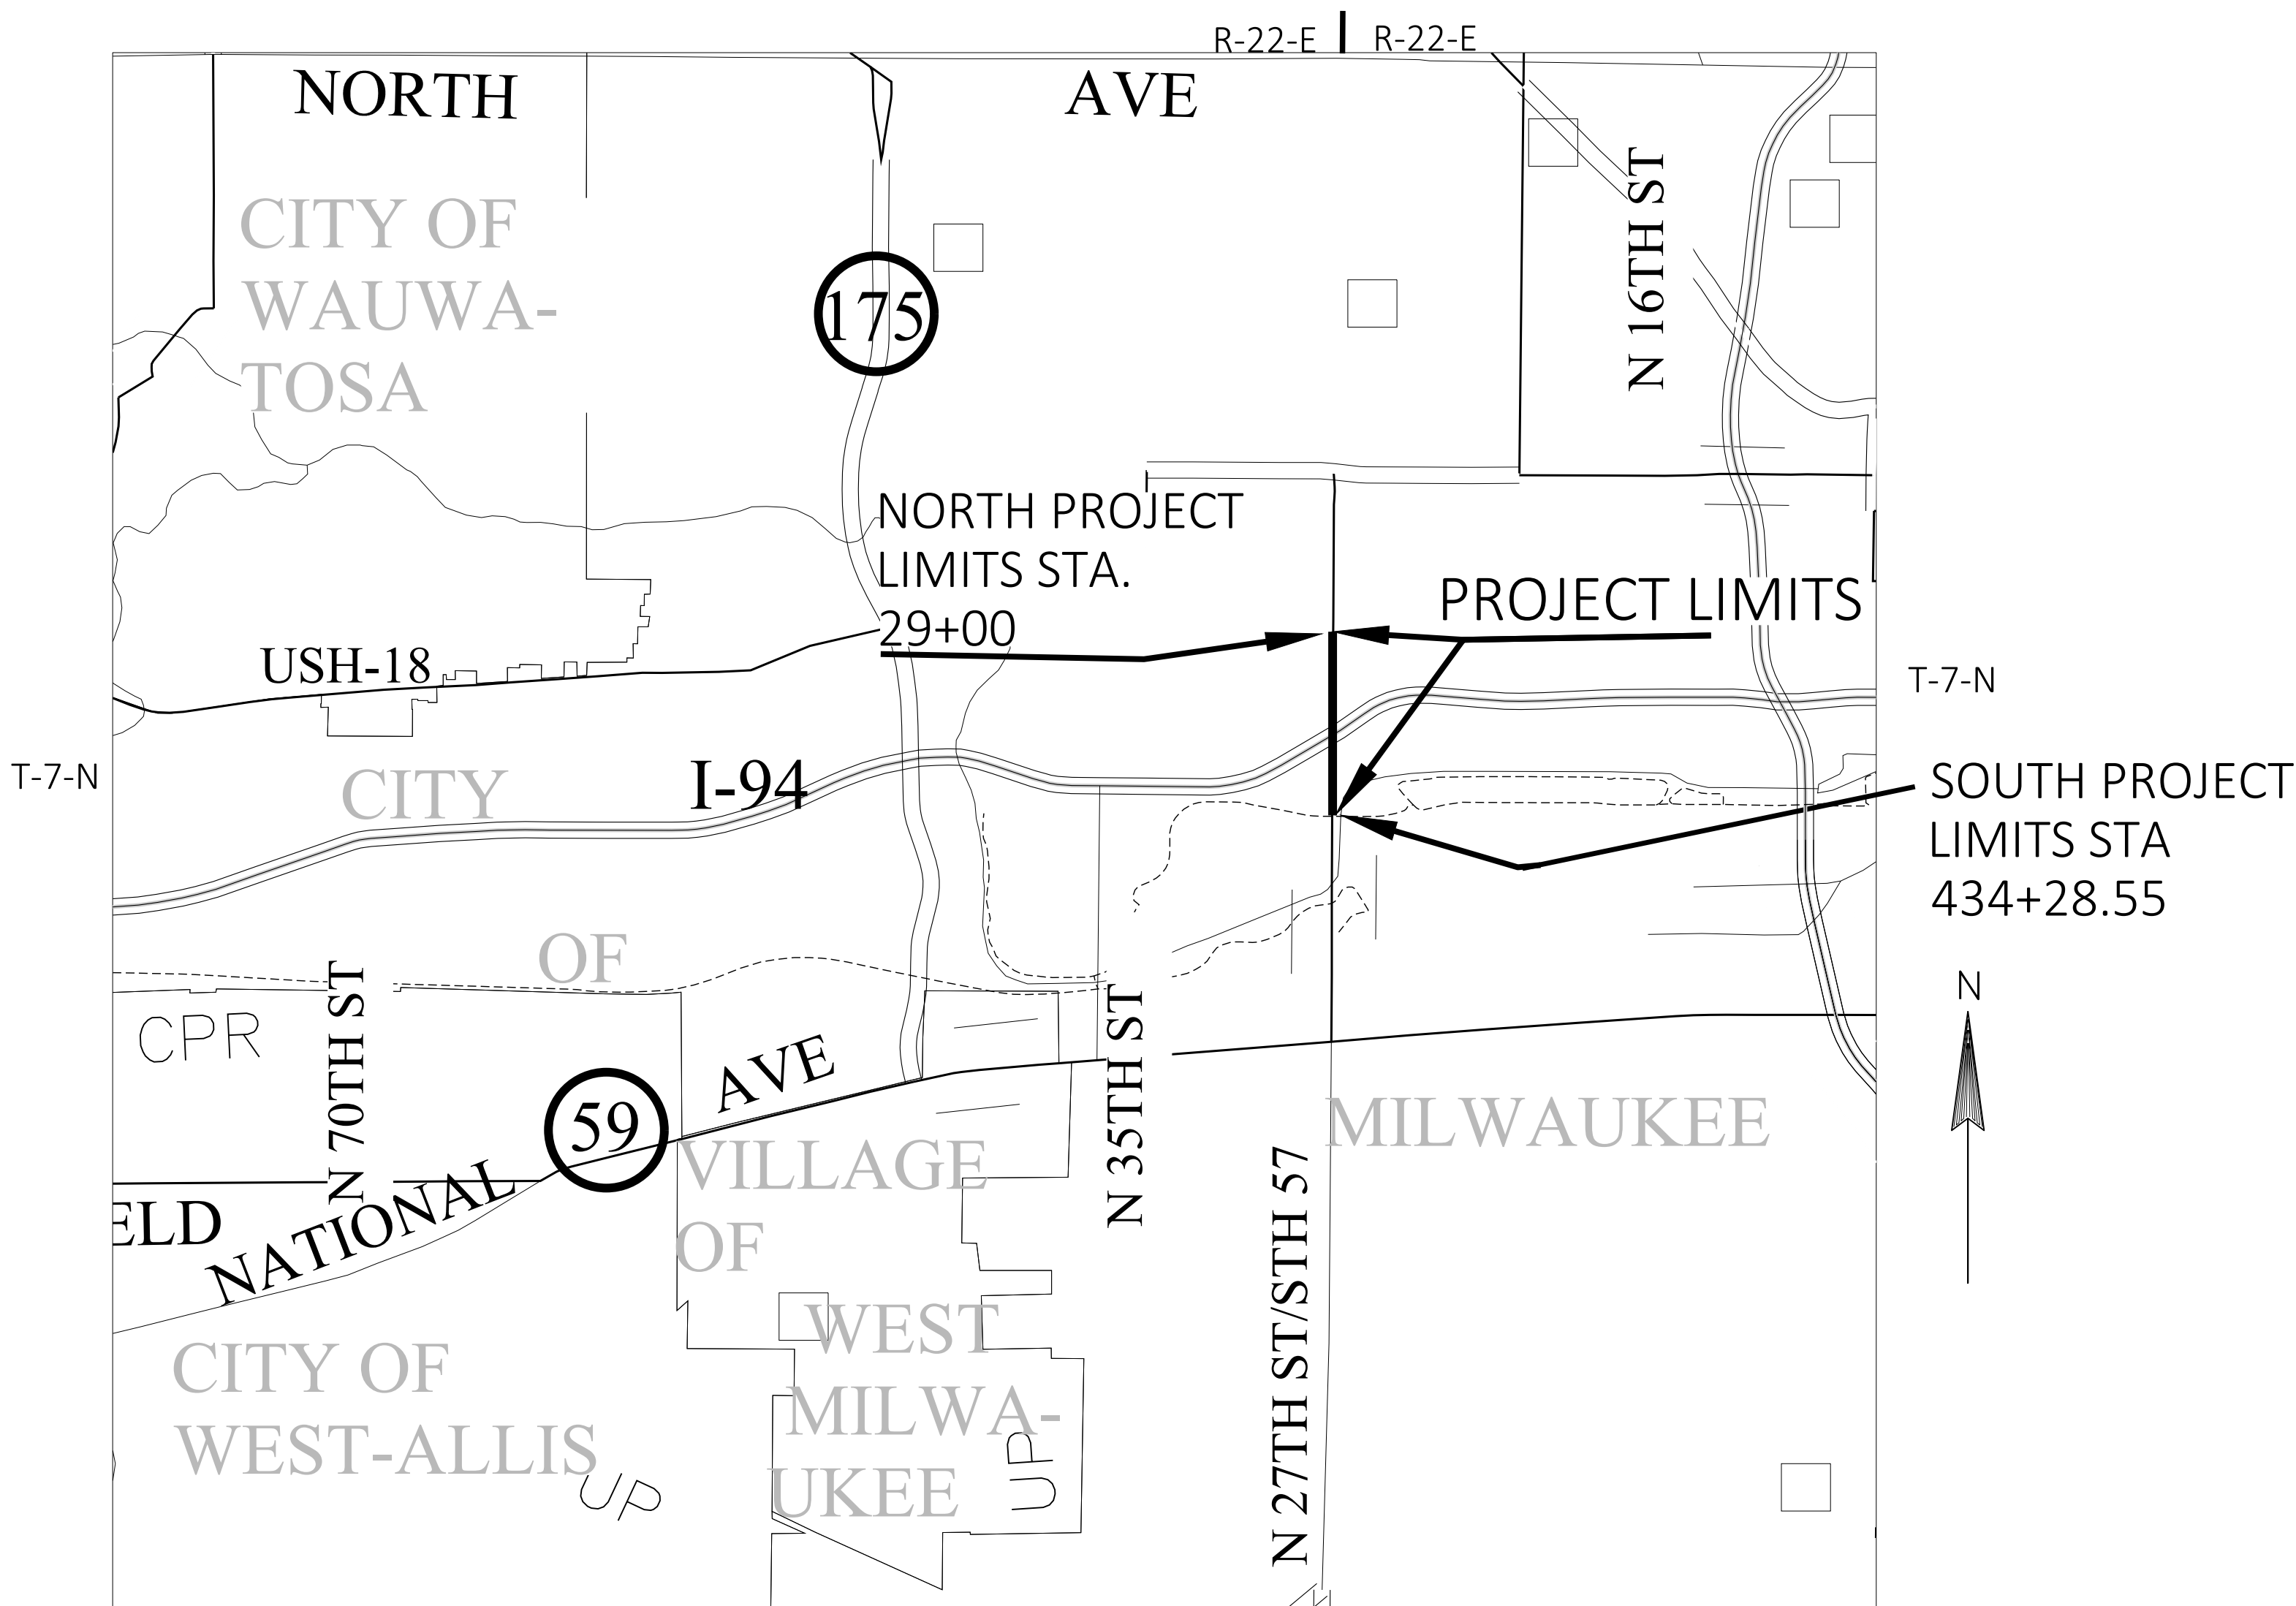 R-22-E R-22-E
NORTH AVE
CITY OF
WAUWA-
TOSA
175
N 16TH ST
NORTH PROJECT
LIMITS STA.
29+00
PROJECT LIMITS
USH-18
T-7-N
T-7-N
I-94
SOUTH PROJECT
LIMITS STA
434+28.55
CITY
OF
MILWAUKEE
N
CPR
N 70TH ST
NATIONAL AVE
59
N 35TH ST
ELD
VILLAGE
OF
WEST
MILWA-
UKEE
N 27TH ST/STH 57
CITY OF
WEST-ALLIS
UP
UP